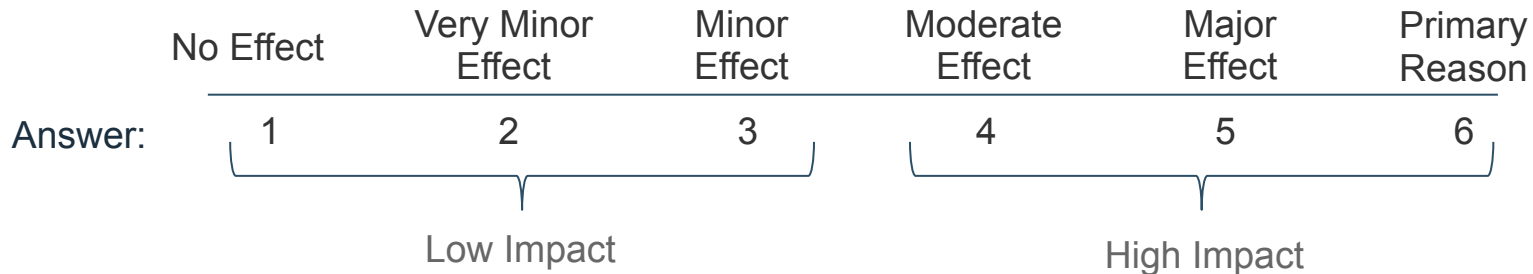 No Effect
Very Minor
Effect
Minor
Effect
Moderate
Effect
Major
Effect
Primary
Reason
Answer: 1 2 3 4 5 6
Low Impact High Impact